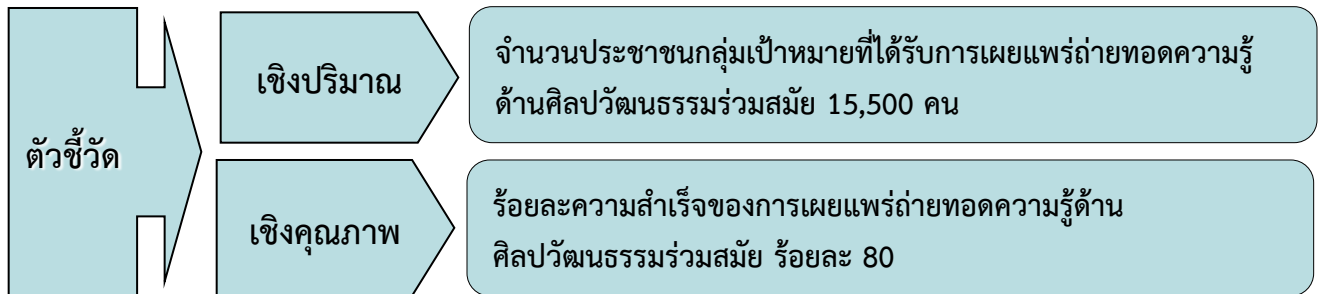 ตัวชี้วัด
เชิงปริมาณ
จำนวนประชาชนกลุ่มเป้าหมายที่ได้รับการเผยแพร่ถ่ายทอดความรู้
ด้านศิลปวัฒนธรรมร่วมสมัย 15,500 คน
เชิงคุณภาพ
ร้อยละความสำเร็จของการเผยแพร่ถ่ายทอดความรู้ด้าน
ศิลปวัฒนธรรมร่วมสมัย ร้อยละ 80